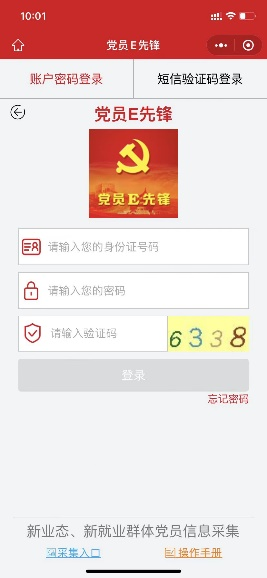 10:01
党员E先锋
账户密码登录
短信验证码登录
党员E先锋
党员E先锋
请输入您的身份证号码
请输入您的密码
请输入验证码
6338
登录
忘记密码
新业态、新就业群体党员信息采集
采集入口
操作手册